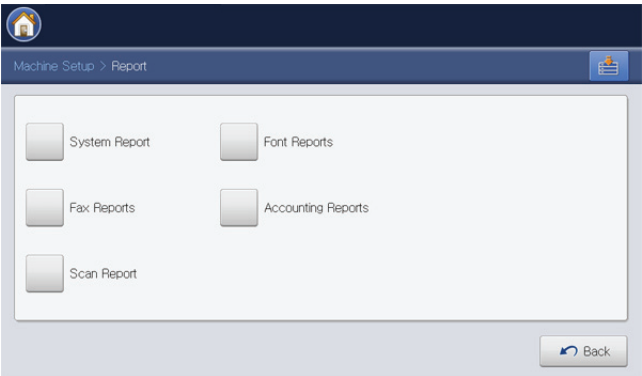 Machine Setup > Report
System Report
Font Reports
Fax Reports
Accounting Reports
Scan Report
Back